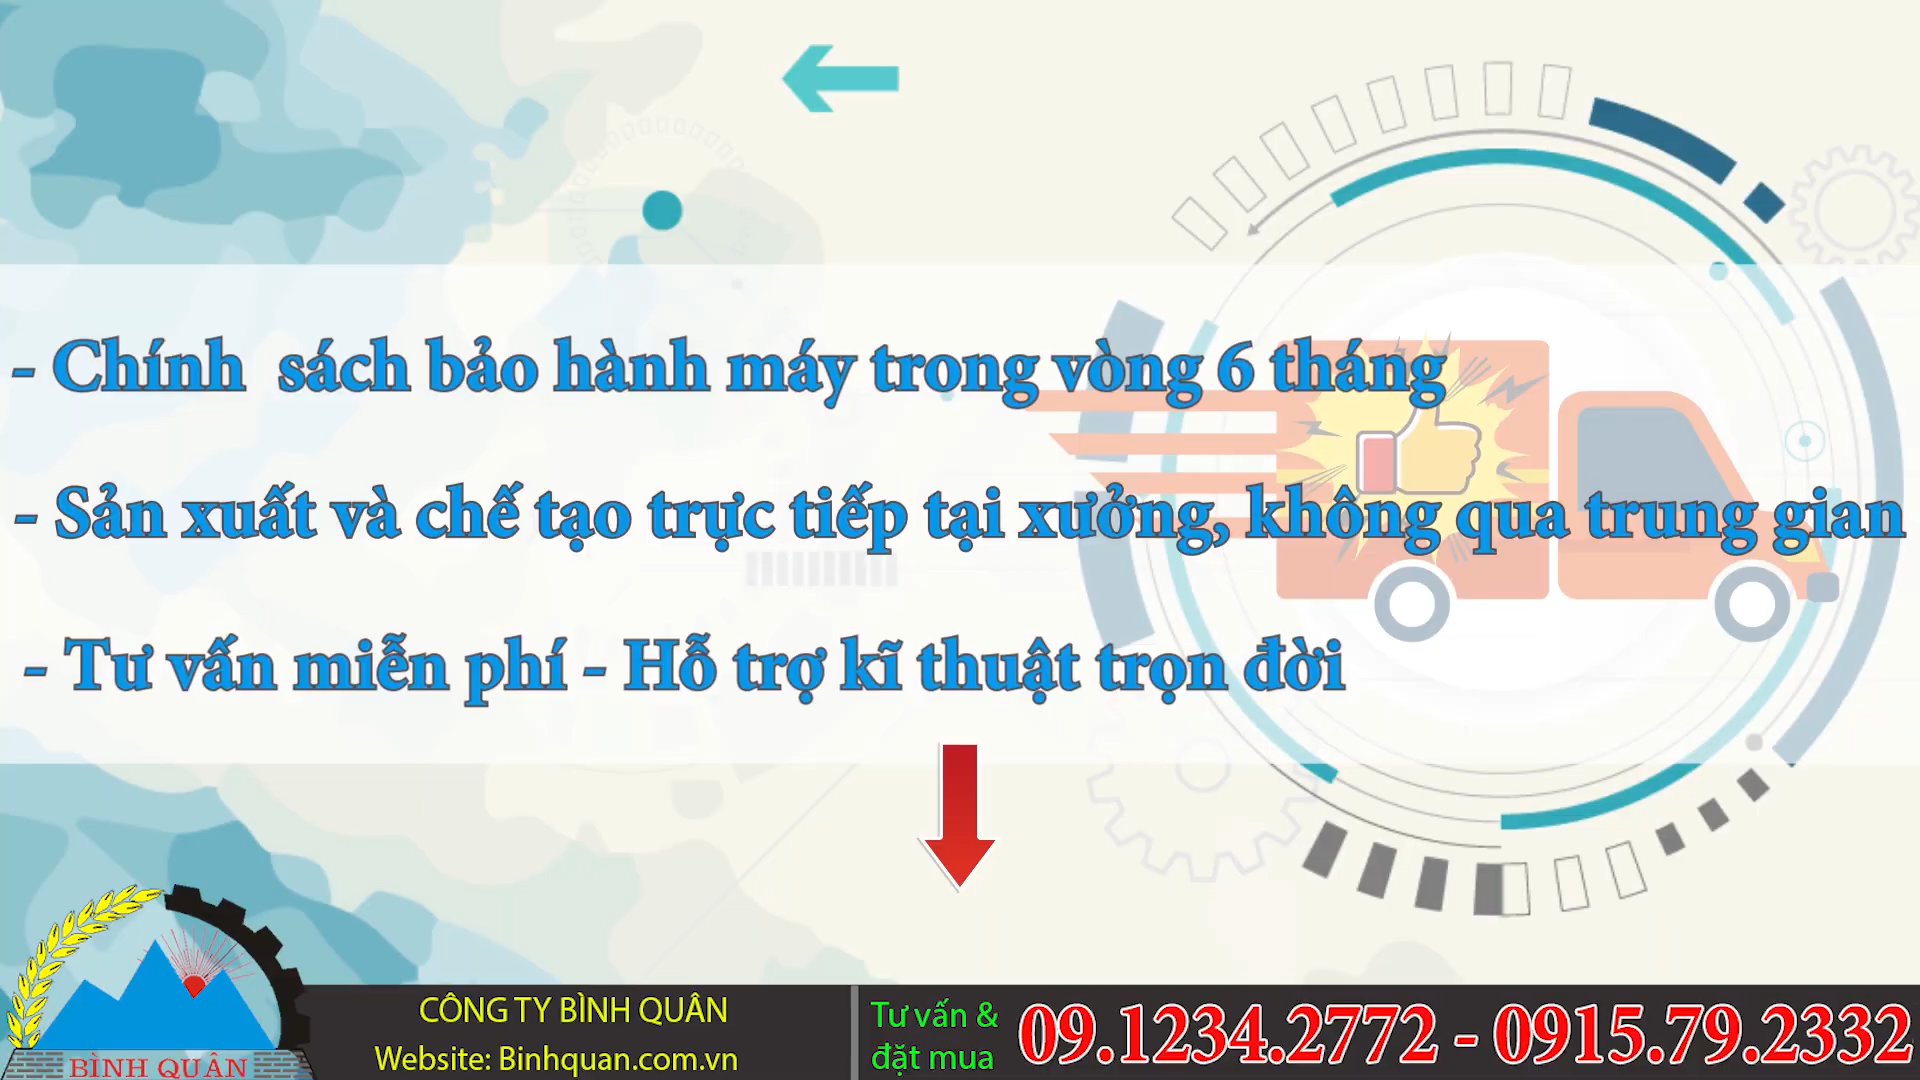 - Chính sách bảo hành máy trong vòng 6 tháng
- Sản xuất và chế tạo trực tiếp tại xưởng, không qua trung gian
- Tư vấn miễn phí - Hỗ trợ kĩ thuật trọn đời
BÌNH QUÂN
CÔNG TY BÌNH QUÂN
Website: Binhquan.com.vn
Tư vấn &
đặt mua
09.1234.2772 - 0915.79.2332